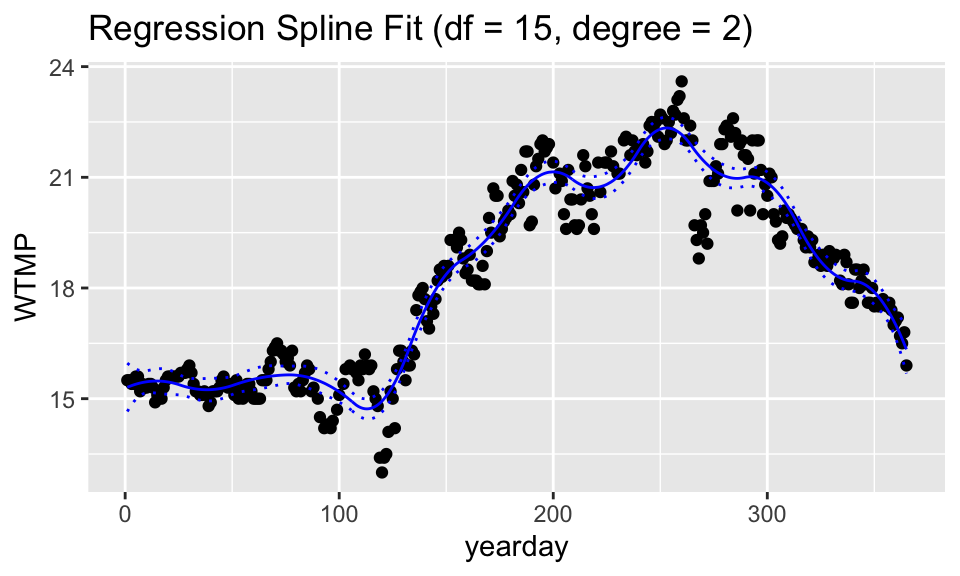 Regression Spline Fit (df = 15, degree = 2)
24
21
18
15
WTMP
0 100 200 300
yearday